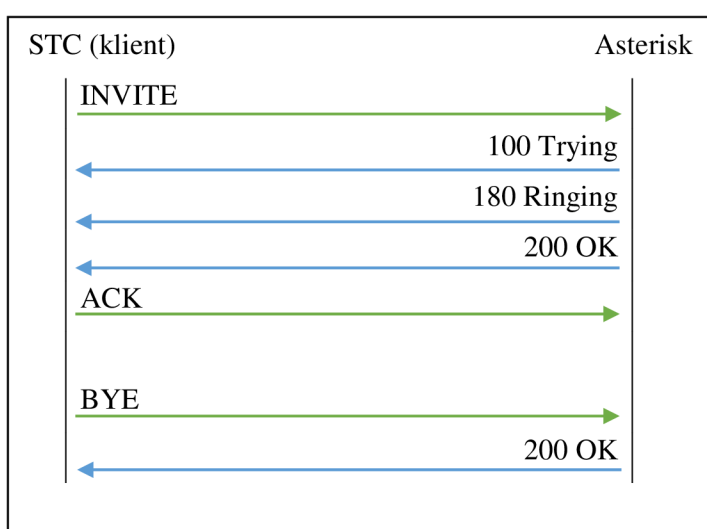 STC (klient)
Asterisk
INVITE
100 Trying
180 Ringing
200 OK
ACK
BYE
200 OK